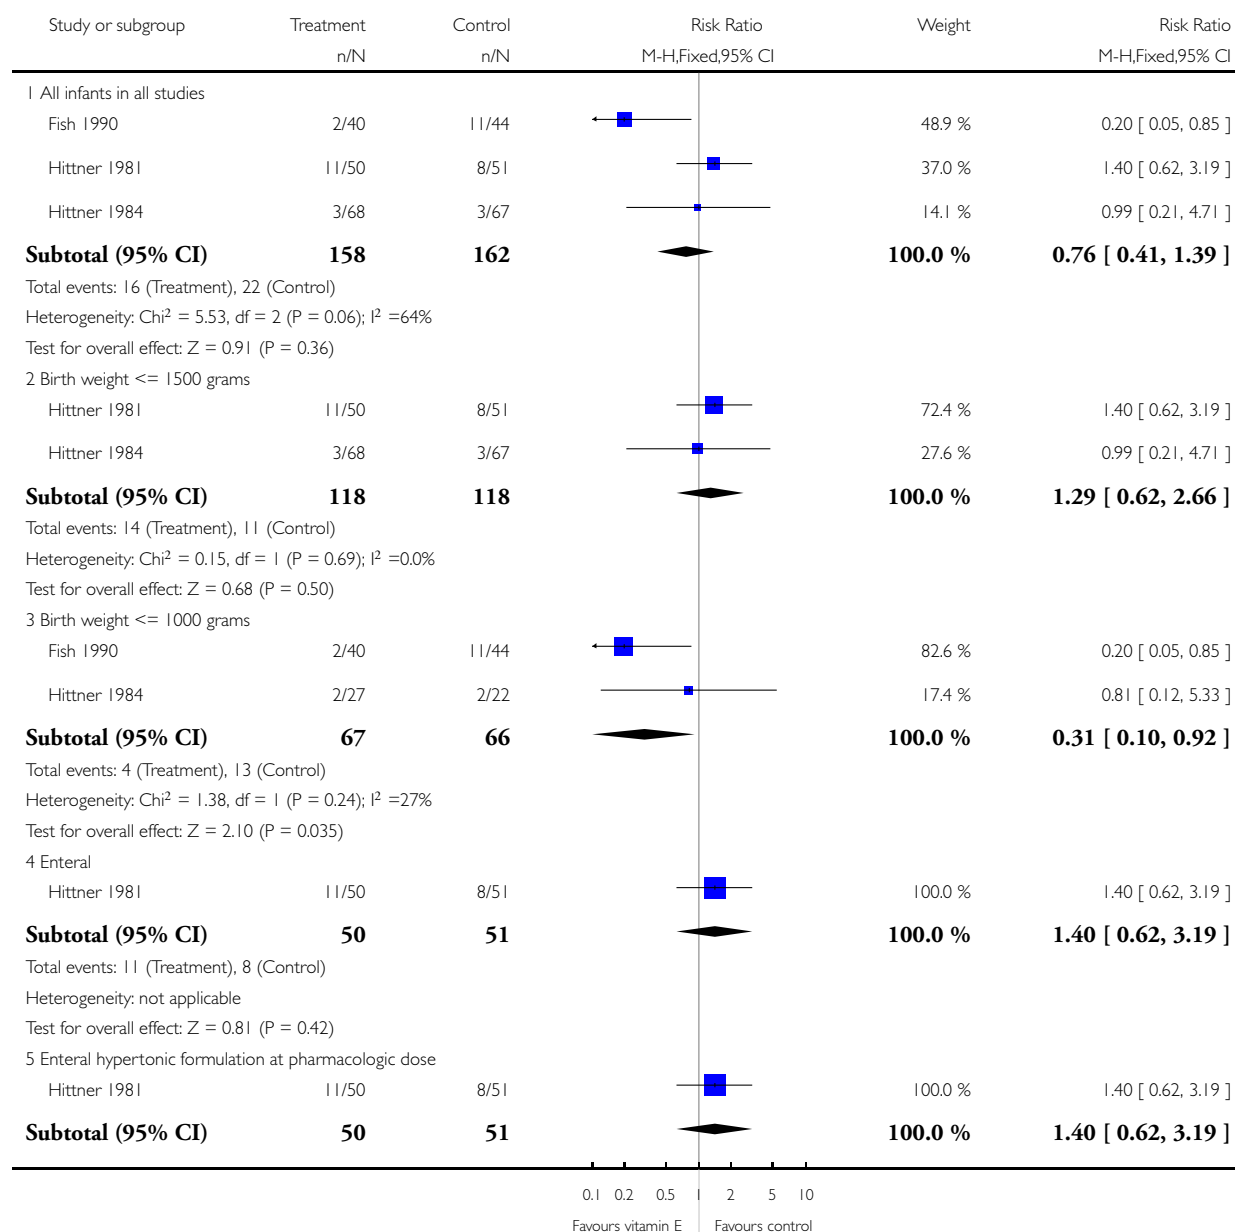 Study or subgroup Treatment Control Risk Ratio Weight Risk Ratio
n/N n/N M-H,Fixed,95% CI M-H,Fixed,95% CI
1 All infants in all studies
Fish 1990 2/40 11/44 48.9 % 0.20 [ 0.05, 0.85 ]
Hittner 1981 11/50 8/51 37.0 % 1.40 [ 0.62, 3.19 ]
Hittner 1984 3/68 3/67 14.1 % 0.99 [ 0.21, 4.71 ]
Subtotal (95% CI) 158 162 100.0 % 0.76 [ 0.41, 1.39 ]
Total events: 16 (Treatment), 22 (Control)
Heterogeneity: Chi² = 5.53, df = 2 (P = 0.06); I² =64%
Test for overall effect: Z = 0.91 (P = 0.36)
2 Birth weight <= 1500 grams
Hittner 1981 11/50 8/51 72.4 % 1.40 [ 0.62, 3.19 ]
Hittner 1984 3/68 3/67 27.6 % 0.99 [ 0.21, 4.71 ]
Subtotal (95% CI) 118 118 100.0 % 1.29 [ 0.62, 2.66 ]
Total events: 14 (Treatment), 11 (Control)
Heterogeneity: Chi² = 0.15, df = 1 (P = 0.69); I² =0.0%
Test for overall effect: Z = 0.68 (P = 0.50)
3 Birth weight <= 1000 grams
Fish 1990 2/40 11/44 82.6 % 0.20 [ 0.05, 0.85 ]
Hittner 1984 2/27 2/22 17.4 % 0.81 [ 0.12, 5.33 ]
Subtotal (95% CI) 67 66 100.0 % 0.31 [ 0.10, 0.92 ]
Total events: 4 (Treatment), 13 (Control)
Heterogeneity: Chi² = 1.38, df = 1 (P = 0.24); I² =27%
Test for overall effect: Z = 2.10 (P = 0.035)
4 Enteral
Hittner 1981 11/50 8/51 100.0 % 1.40 [ 0.62, 3.19 ]
Subtotal (95% CI) 50 51 100.0 % 1.40 [ 0.62, 3.19 ]
Total events: 11 (Treatment), 8 (Control)
Heterogeneity: not applicable
Test for overall effect: Z = 0.81 (P = 0.42)
5 Enteral hypertonic formulation at pharmacologic dose
Hittner 1981 11/50 8/51 100.0 % 1.40 [ 0.62, 3.19 ]
Subtotal (95% CI) 50 51 100.0 % 1.40 [ 0.62, 3.19 ]
0.1 0.2 0.5 1 2 5 10
Favours vitamin E Favours control